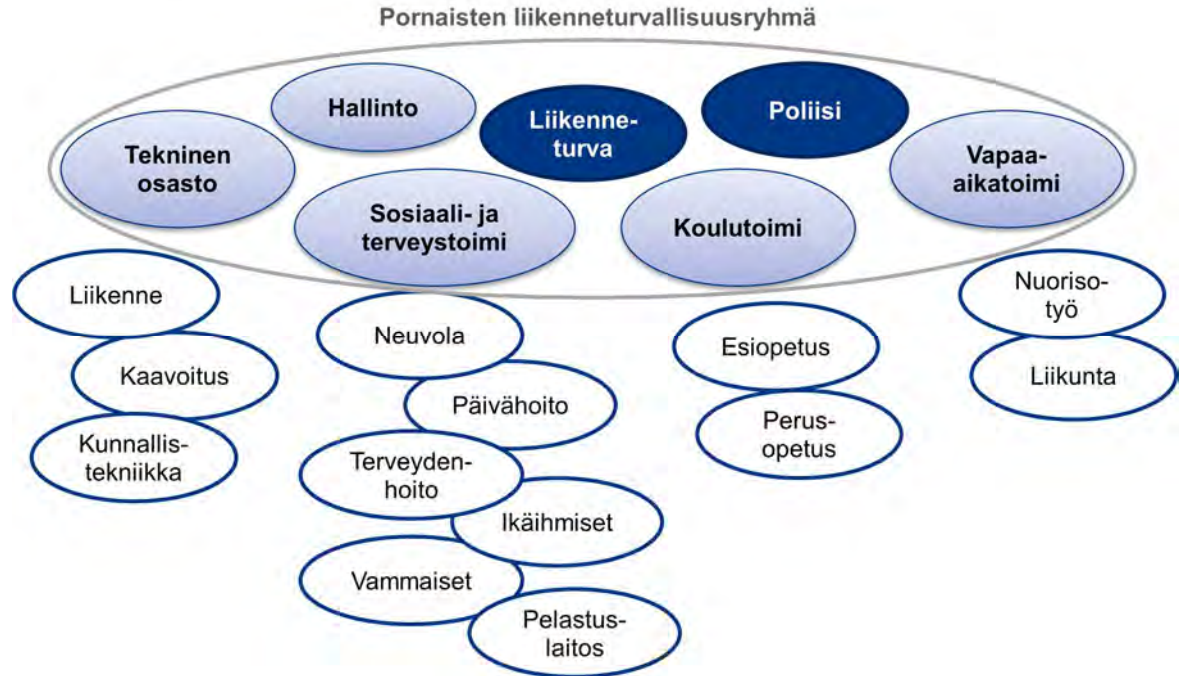 Pornaisten liikenneturvallisuusryhmä
Hallinto
Liikenne-
turva
Poliisi
Tekninen
osasto
Sosiaali- ja
terveystoimi
Koulutoimi
Vapaa-
aikatoimi
Liikenne
Kaavoitus
Kunnallis-
tekniikka
Neuvola
Päivähoito
Terveyden-
hoito
Ikäihmiset
Vammaiset
Pelastus-
laitos
Esiopetus
Perus-
opetus
Nuoriso-
työ
Liikunta